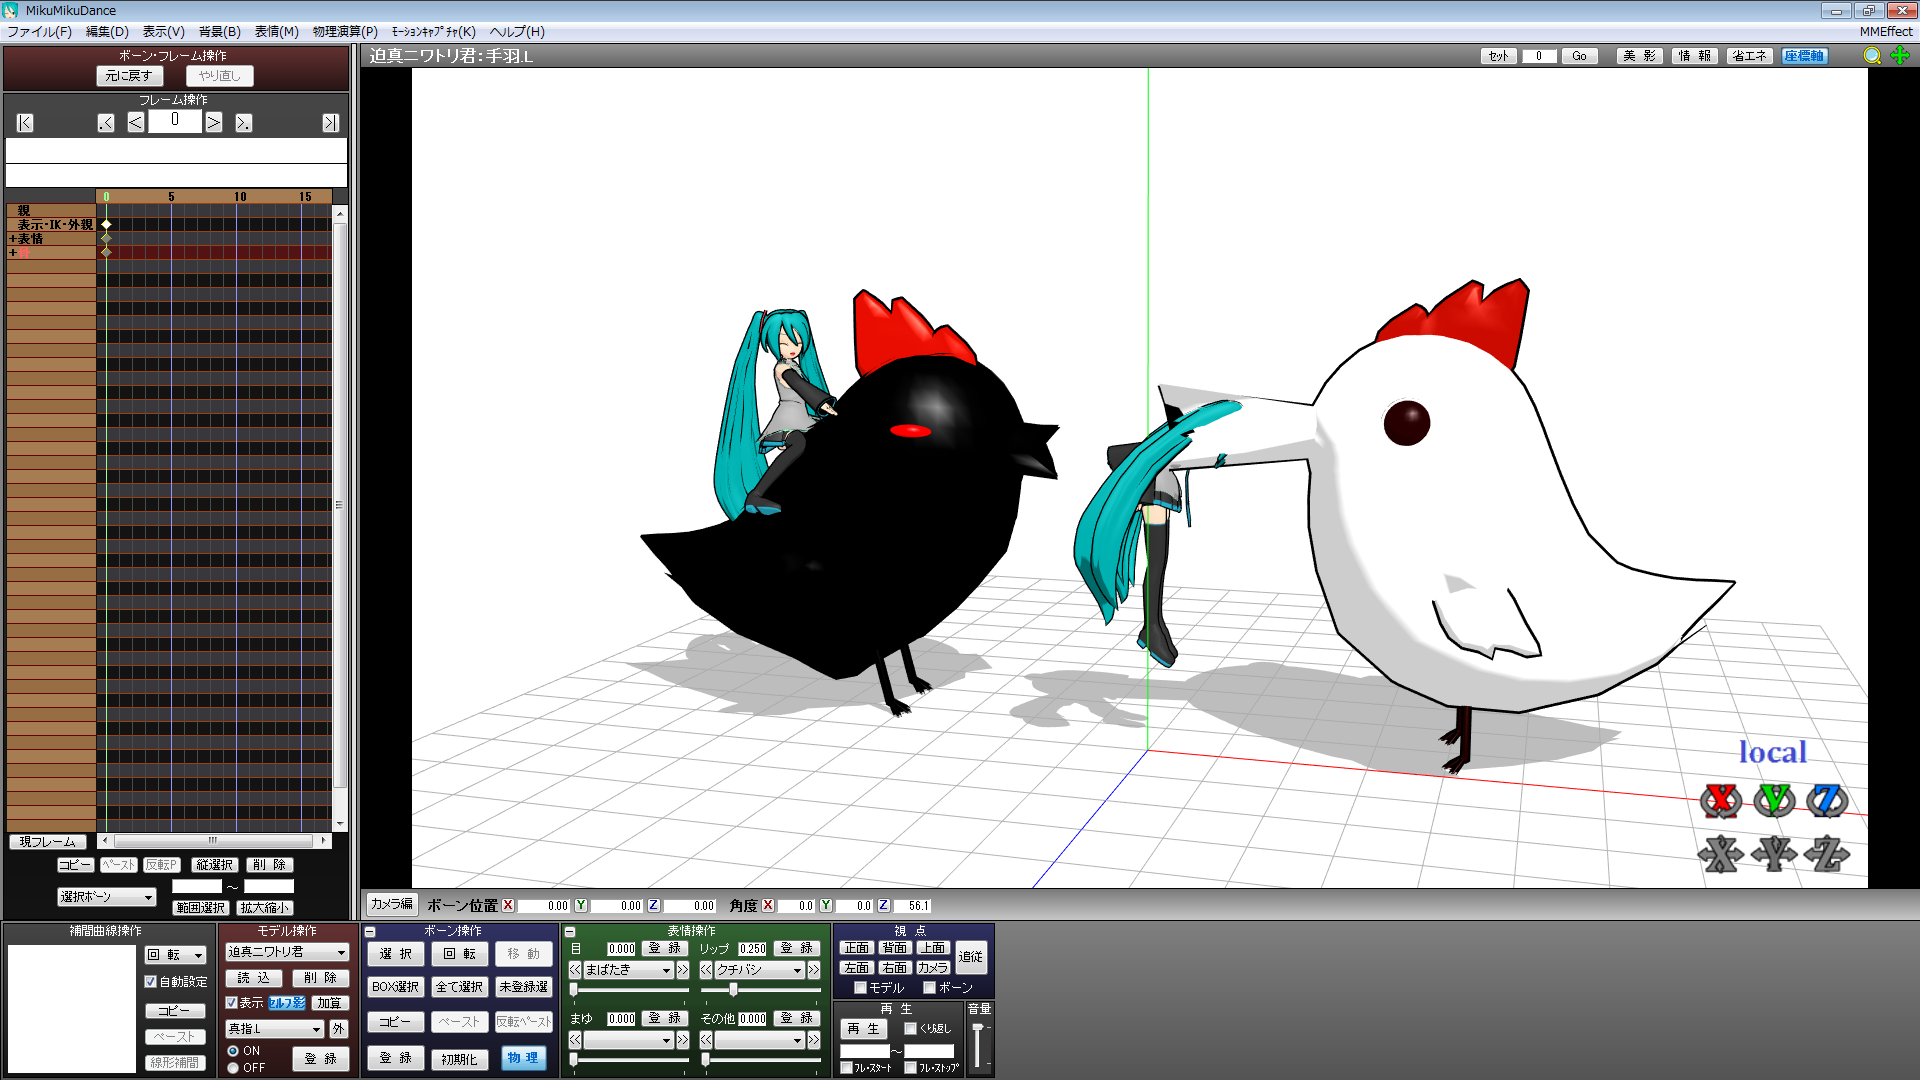 MikuMikuDance
ファイル(F) 編集(D) 表示(V) 背景(B) 表情(M) 物理演算(P) ﾓｰｼｮﾝｷｬﾌﾟﾁｬ(K) ヘルプ(H)
MMEffect
ボーン・フレーム操作
元に戻す やり直し
フレーム操作
|< .< < 0 > >. >|
迫真ニワトリ君：手羽.L
セット 0 Go 美 影 情 報 省エネ 座標軸
0 5 10 15
親
表示・IK・外親
+表情
現フレーム
コピー ペースト 反転P 縦選択 削 除
選択ボーン ～
範囲選択 拡大縮小
local
X Y Z
X Y Z
カメラ編 ボーン位置 X 0.00 Y 0.00 Z 0.00 角度 X 0.0 Y 0.0 Z 56.1
補間曲線操作
回 転
自動設定
コピー
ペースト
線形補間
モデル操作
迫真ニワトリ君
読 込 削 除
表示 セルフ影 加算
真指.L 外
ON
OFF
登 録
ボーン操作
選 択 回 転 移 動
BOX選択 全て選択 未登録選
コピー ペースト 反転ペースト
登 録 初期化 物 理
表情操作
目 0.000 登 録 リップ 0.250 登 録
<< まばたき >> << クチバシ >>
まゆ 0.000 登 録 その他 0.000 登 録
<< >> << >>
視 点
正面 背面 上面 追従
左面 右面 カメラ
モデル ボーン
再 生
再 生 くり返し
～
フレ・スタート フレ・ストップ
音量